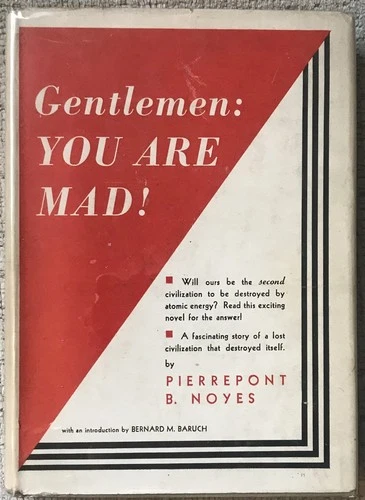 Gentlemen:
YOU ARE
MAD!
Will ours be the second
civilization to be destroyed by
atomic energy? Read this exciting
novel for the answer!
A fascinating story of a lost
civilization that destroyed itself.
by
PIERREPONT
B. NOYES
with an introduction by BERNARD M. BARUCH